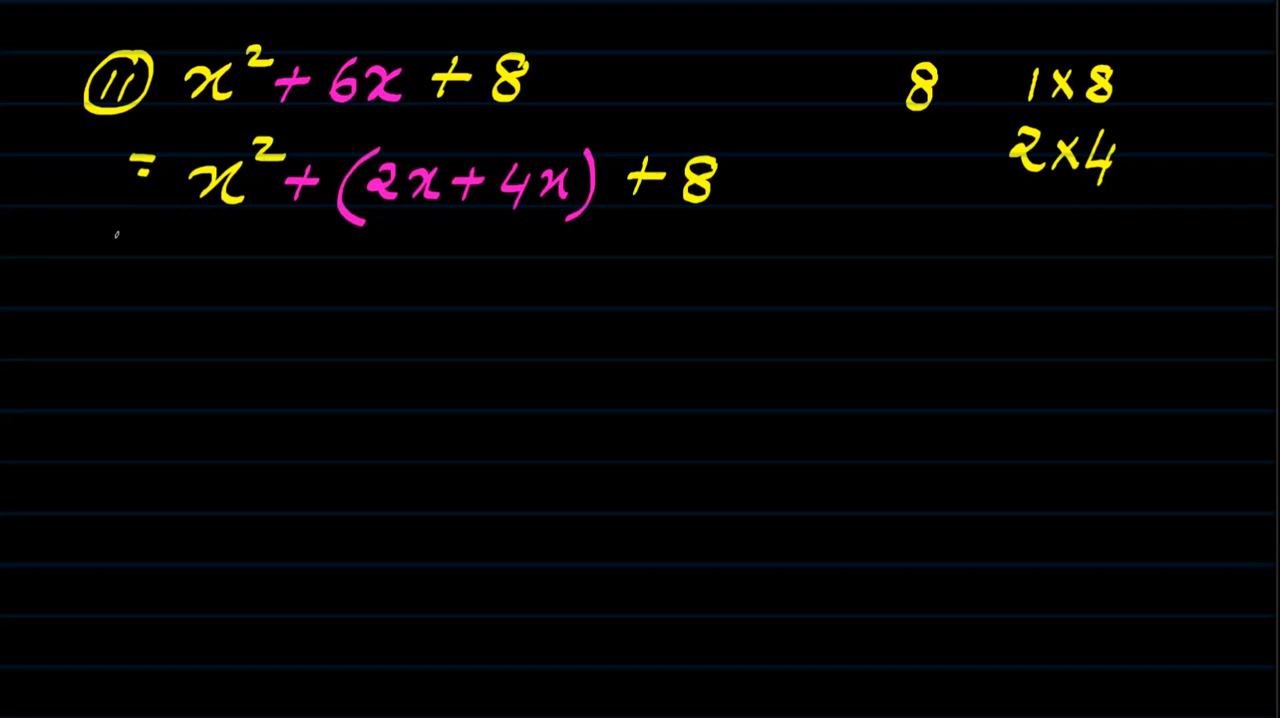 ⑪ x² + 6x + 8
= x² + (2x + 4x) + 8
8 1 × 8
2 × 4